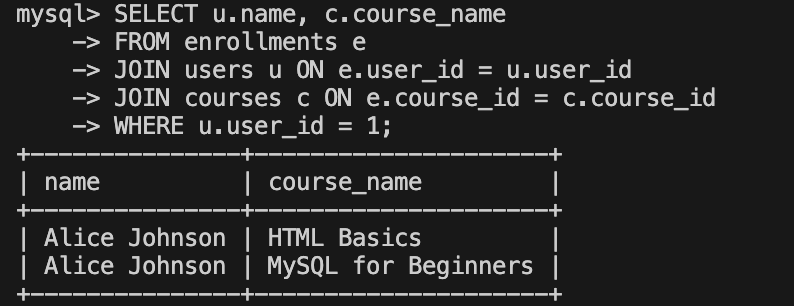 mysql> SELECT u.name, c.course_name
    -> FROM enrollments e
    -> JOIN users u ON e.user_id = u.user_id
    -> JOIN courses c ON e.course_id = c.course_id
    -> WHERE u.user_id = 1;
+---------------+---------------------+
| name          | course_name         |
+---------------+---------------------+
| Alice Johnson | HTML Basics         |
| Alice Johnson | MySQL for Beginners |
+---------------+---------------------+